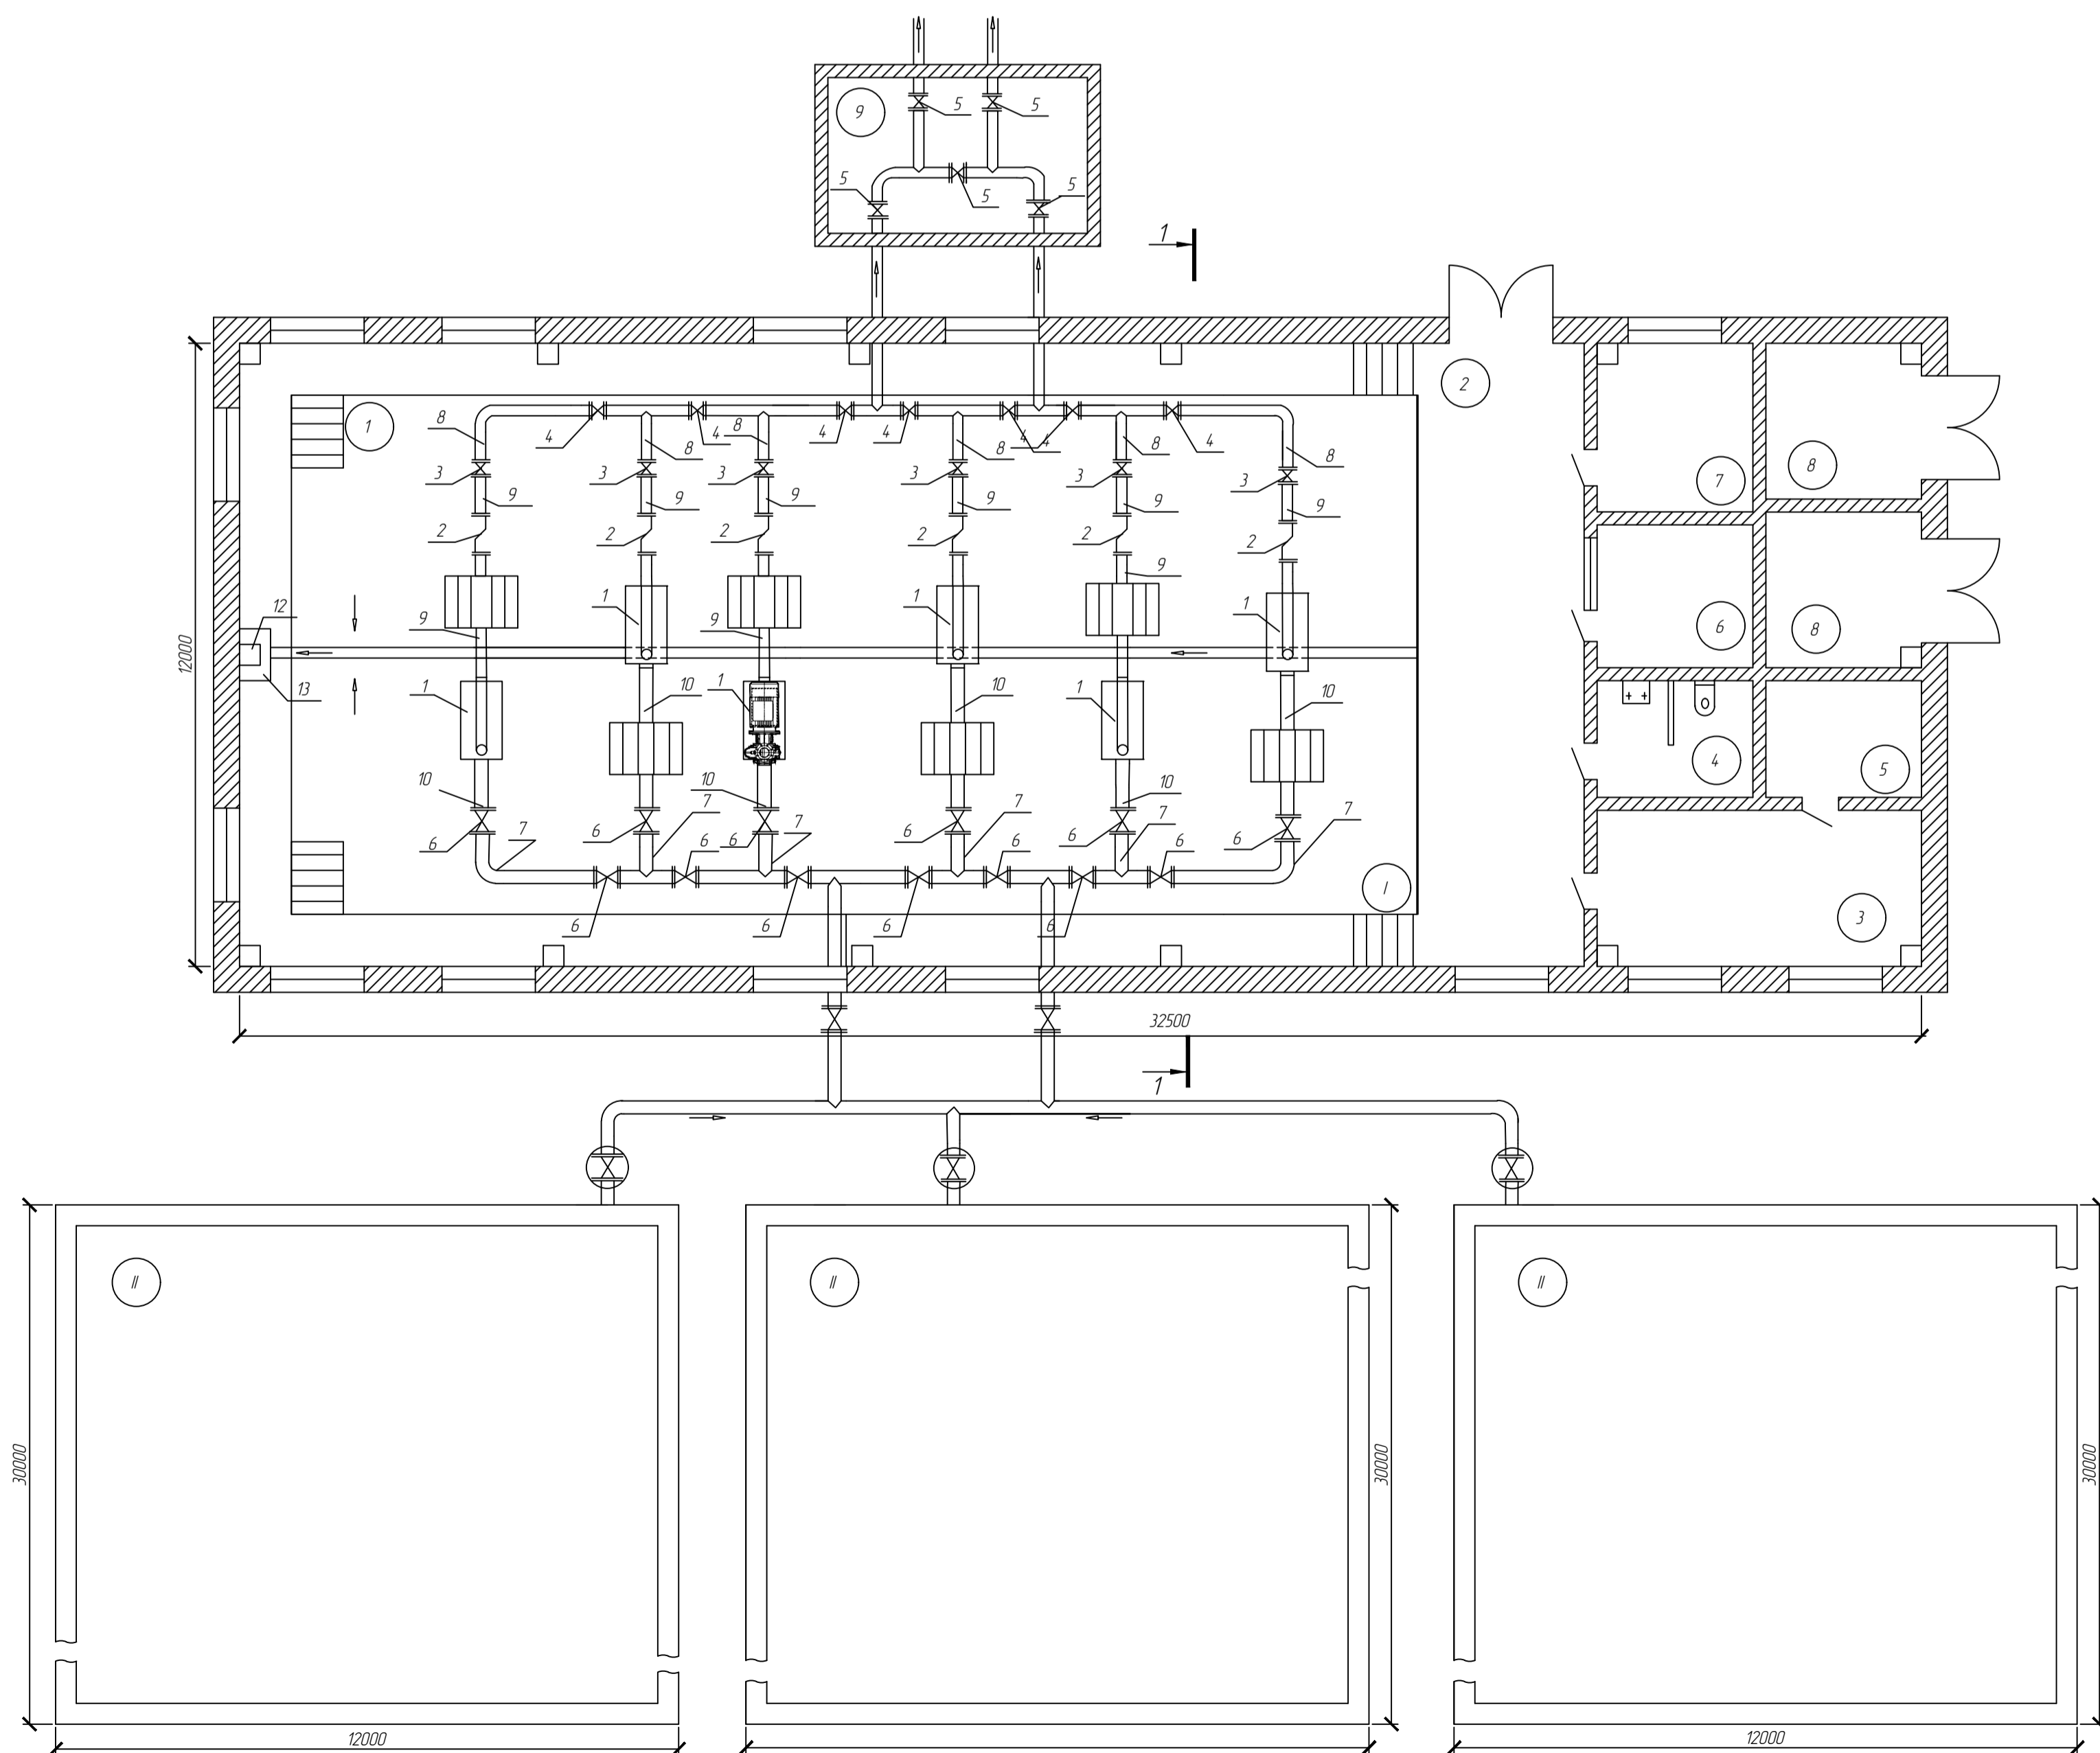 9 5 5
5 5
5
1
2
1
8 8 8 8 8 8
4 4 4 4 4 4 4
3 3 3 3 3 3
7 8
9 9 9 9 9 9
2 2 2 2 2 2
9
12 9 1 9 1 1
6 8
12000
13 1 10 1 10 1 10
4 5
10 10 10
7 7 7
6 7 6 6 6 7 6 6 6 7 6 6
I
3
6 6 6 6
32500
1
II II II
30000 30000 30000
12000 12000